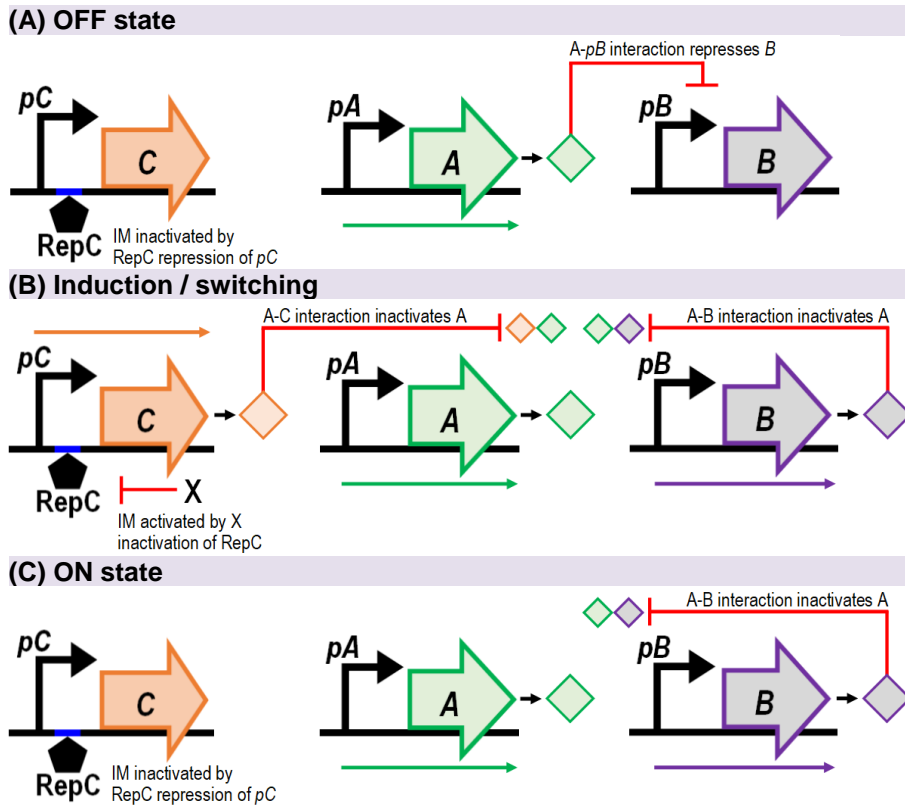 (A) OFF state
A-pB interaction represses B
pC
pA
pB
C
A
B
RepC
IM inactivated by
RepC repression of pC
(B) Induction / switching
A-C interaction inactivates A
A-B interaction inactivates A
pC
pA
pB
C
A
B
RepC
X
IM activated by X
inactivation of RepC
(C) ON state
A-B interaction inactivates A
pC
pA
pB
C
A
B
RepC
IM inactivated by
RepC repression of pC